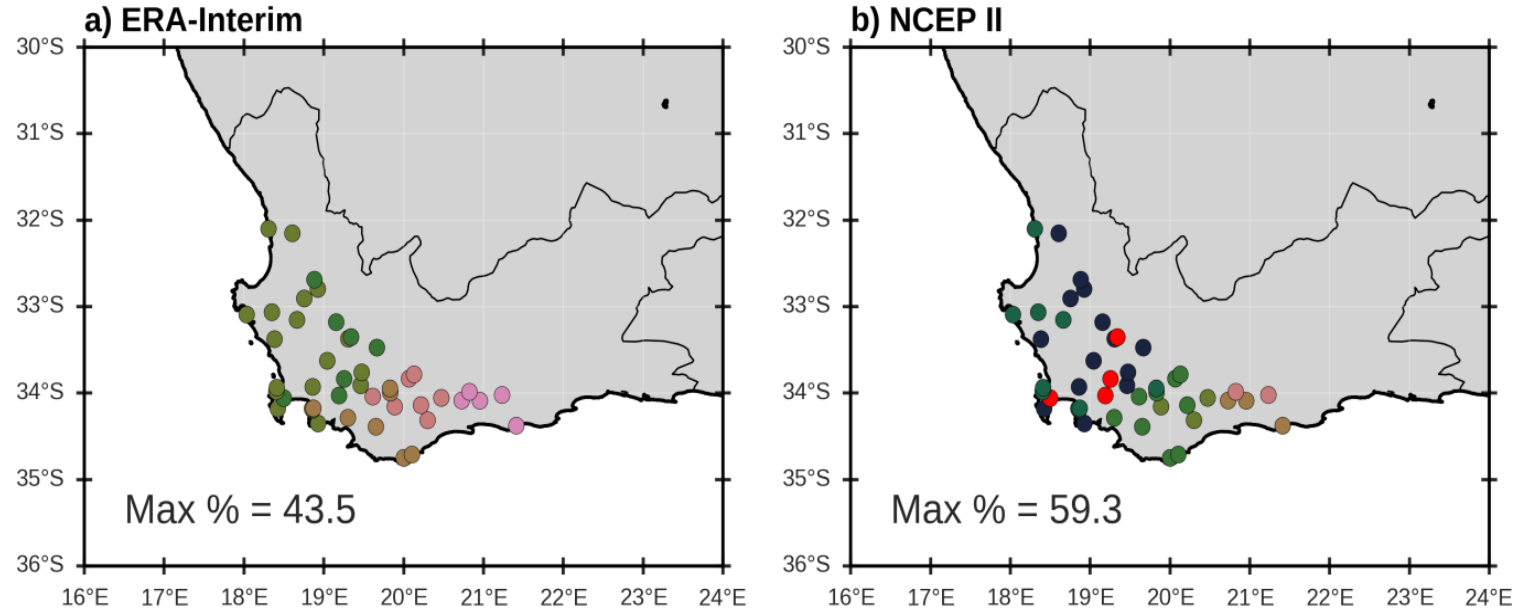 a) ERA-Interim
b) NCEP II
30°S
31°S
32°S
33°S
34°S
35°S
36°S
Max % = 43.5
16°E 17°E 18°E 19°E 20°E 21°E 22°E 23°E 24°E
30°S
31°S
32°S
33°S
34°S
35°S
36°S
Max % = 59.3
16°E 17°E 18°E 19°E 20°E 21°E 22°E 23°E 24°E